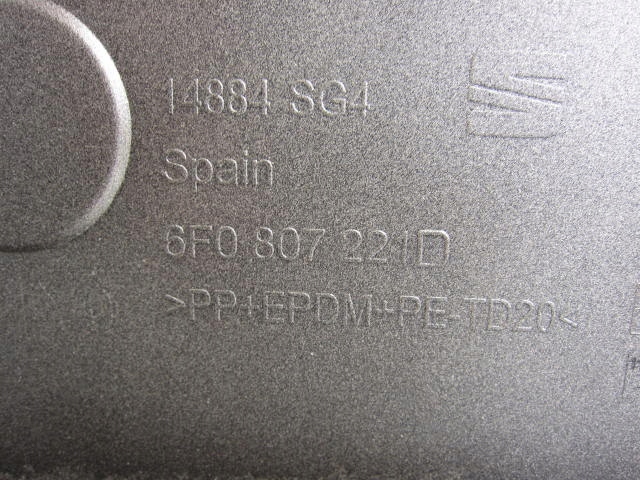 14884 SG4
Spain
6F0 807 221D
>PP+EPDM+PE-TD20<